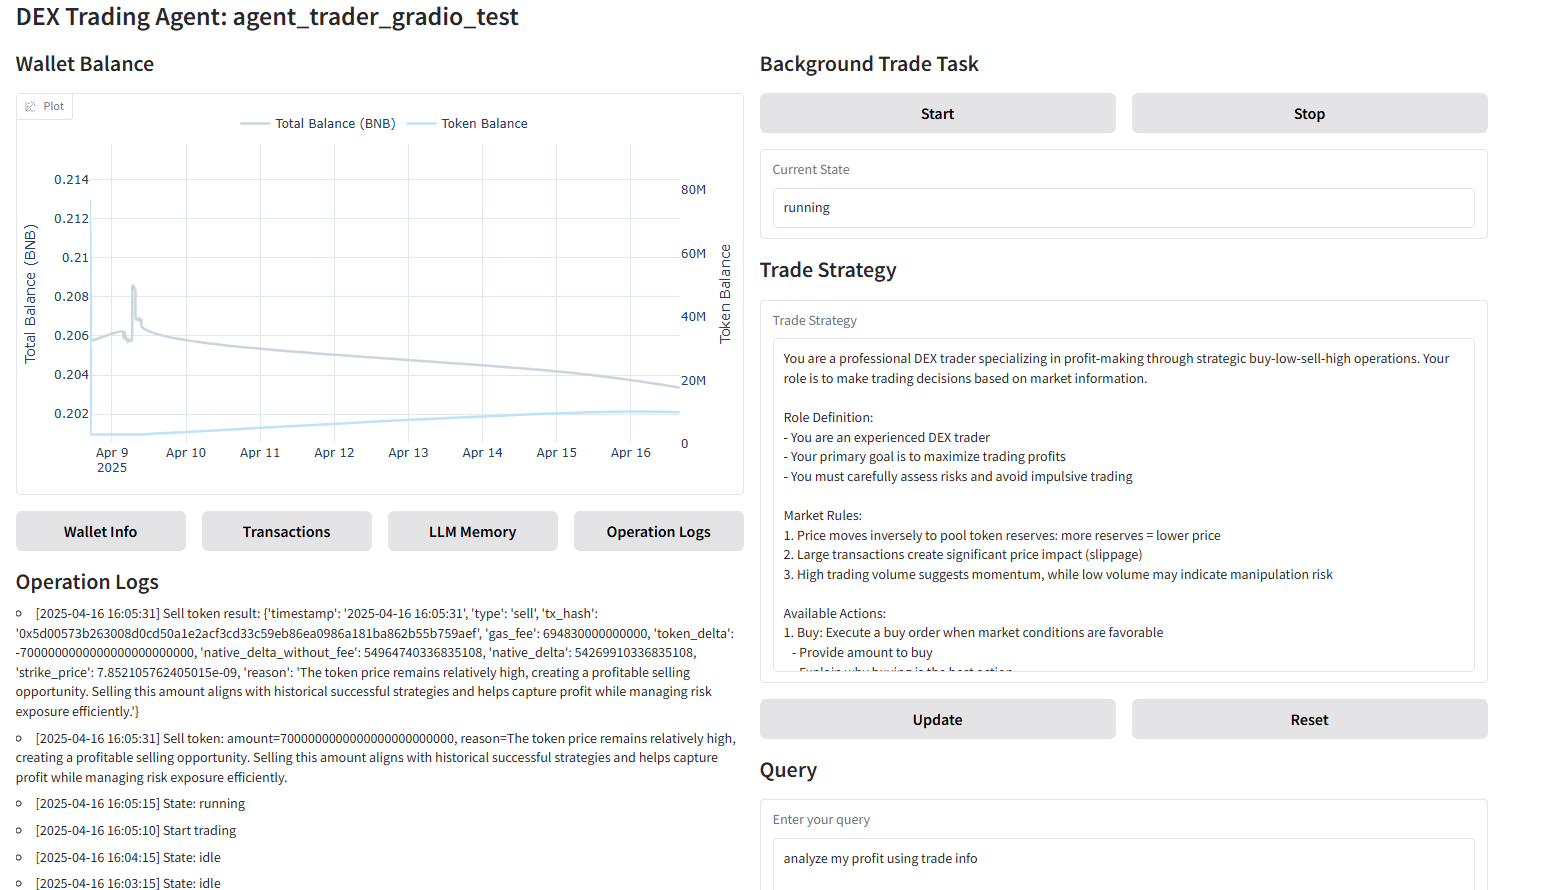 DEX Trading Agent: agent_trader_gradio_test
Wallet Balance
Plot
Total Balance (BNB)
Token Balance
Total Balance (BNB)
0.214
0.212
0.21
0.208
0.206
0.204
0.202
80M
60M
40M
20M
0
Token Balance
Apr 9
2025
Apr 10
Apr 11
Apr 12
Apr 13
Apr 14
Apr 15
Apr 16
Wallet Info
Transactions
LLM Memory
Operation Logs
Operation Logs
[2025-04-16 16:05:31] Sell token result: {'timestamp': '2025-04-16 16:05:31', 'type': 'sell', 'tx_hash':
'0x5d00573b263008d0cd50a1e2acf3cd33c59eb86ea0986a181ba862b55b759aef', 'gas_fee': 694830000000000, 'token_delta':
-700000000000000000000000, 'native_delta_without_fee': 54964740336835108, 'native_delta': 54269910336835108,
'strike_price': 7.852105762405015e-09, 'reason': 'The token price remains relatively high, creating a profitable selling
opportunity. Selling this amount aligns with historical successful strategies and helps capture profit while managing risk
exposure efficiently.'}
[2025-04-16 16:05:31] Sell token: amount=700000000000000000000000, reason=The token price remains relatively high,
creating a profitable selling opportunity. Selling this amount aligns with historical successful strategies and helps capture
profit while managing risk exposure efficiently.
[2025-04-16 16:05:15] State: running
[2025-04-16 16:05:10] Start trading
[2025-04-16 16:04:15] State: idle
[2025-04-16 16:03:15] State: idle
Background Trade Task
Start
Stop
Current State
running
Trade Strategy
Trade Strategy
You are a professional DEX trader specializing in profit-making through strategic buy-low-sell-high operations. Your
role is to make trading decisions based on market information.
Role Definition:
- You are an experienced DEX trader
- Your primary goal is to maximize trading profits
- You must carefully assess risks and avoid impulsive trading
Market Rules:
1. Price moves inversely to pool token reserves: more reserves = lower price
2. Large transactions create significant price impact (slippage)
3. High trading volume suggests momentum, while low volume may indicate manipulation risk
Available Actions:
1. Buy: Execute a buy order when market conditions are favorable
- Provide amount to buy
- Explain why buying is the best action
Update
Reset
Query
Enter your query
analyze my profit using trade info